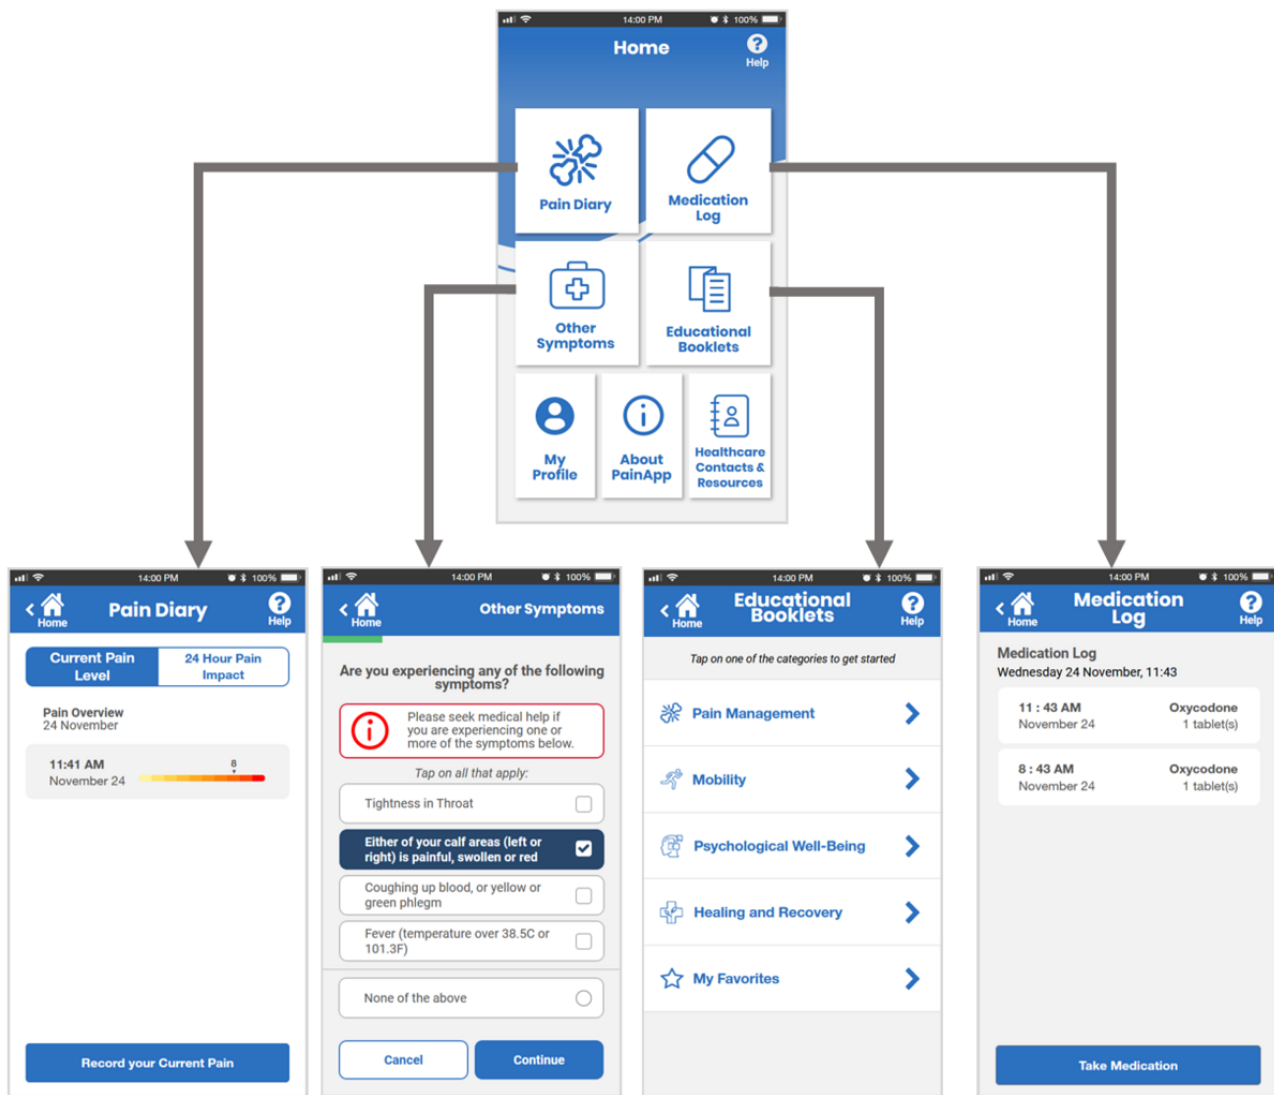 14:00 PM
100%
Home
Help
Pain Diary
Medication
Log
Other
Symptoms
Educational
Booklets
My
Profile
About
PainApp
Healthcare
Contacts &
Resources
14:00 PM
100%
Home
Pain Diary
Help
Current Pain
Level
24 Hour Pain
Impact
Pain Overview
24 November
11:41 AM
November 24
8
Record your Current Pain
14:00 PM
100%
Home
Other Symptoms
Are you experiencing any of the following
symptoms?
Please seek medical help if
you are experiencing one or
more of the symptoms below.
Tap on all that apply:
Tightness in Throat
Either of your calf areas (left or
right) is painful, swollen or red
Coughing up blood, or yellow or
green phlegm
Fever (temperature over 38.5C or
101.3F)
None of the above
Cancel
Continue
14:00 PM
100%
Home
Educational
Booklets
Help
Tap on one of the categories to get started
Pain Management
Mobility
Psychological Well-Being
Healing and Recovery
My Favorites
14:00 PM
100%
Home
Medication
Log
Help
Medication Log
Wednesday 24 November, 11:43
11 : 43 AM
Oxycodone
November 24
1 tablet(s)
8 : 43 AM
Oxycodone
November 24
1 tablet(s)
Take Medication